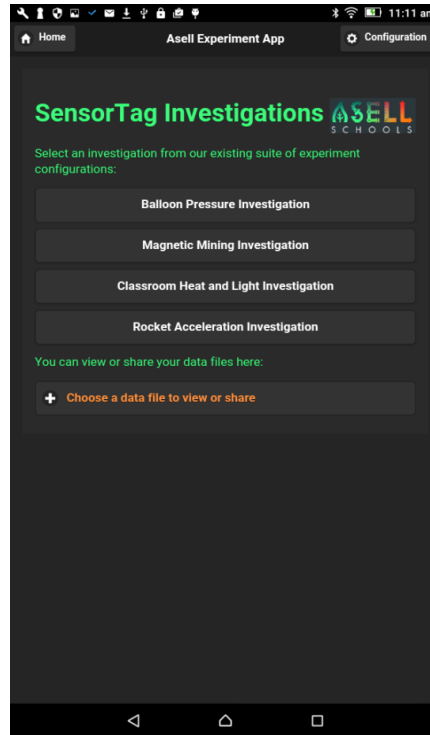 11:11 am
Home
Asell Experiment App
Configuration
SensorTag Investigations
ASELL
SCHOOLS
Select an investigation from our existing suite of experiment
configurations:
Balloon Pressure Investigation
Magnetic Mining Investigation
Classroom Heat and Light Investigation
Rocket Acceleration Investigation
You can view or share your data files here:
Choose a data file to view or share